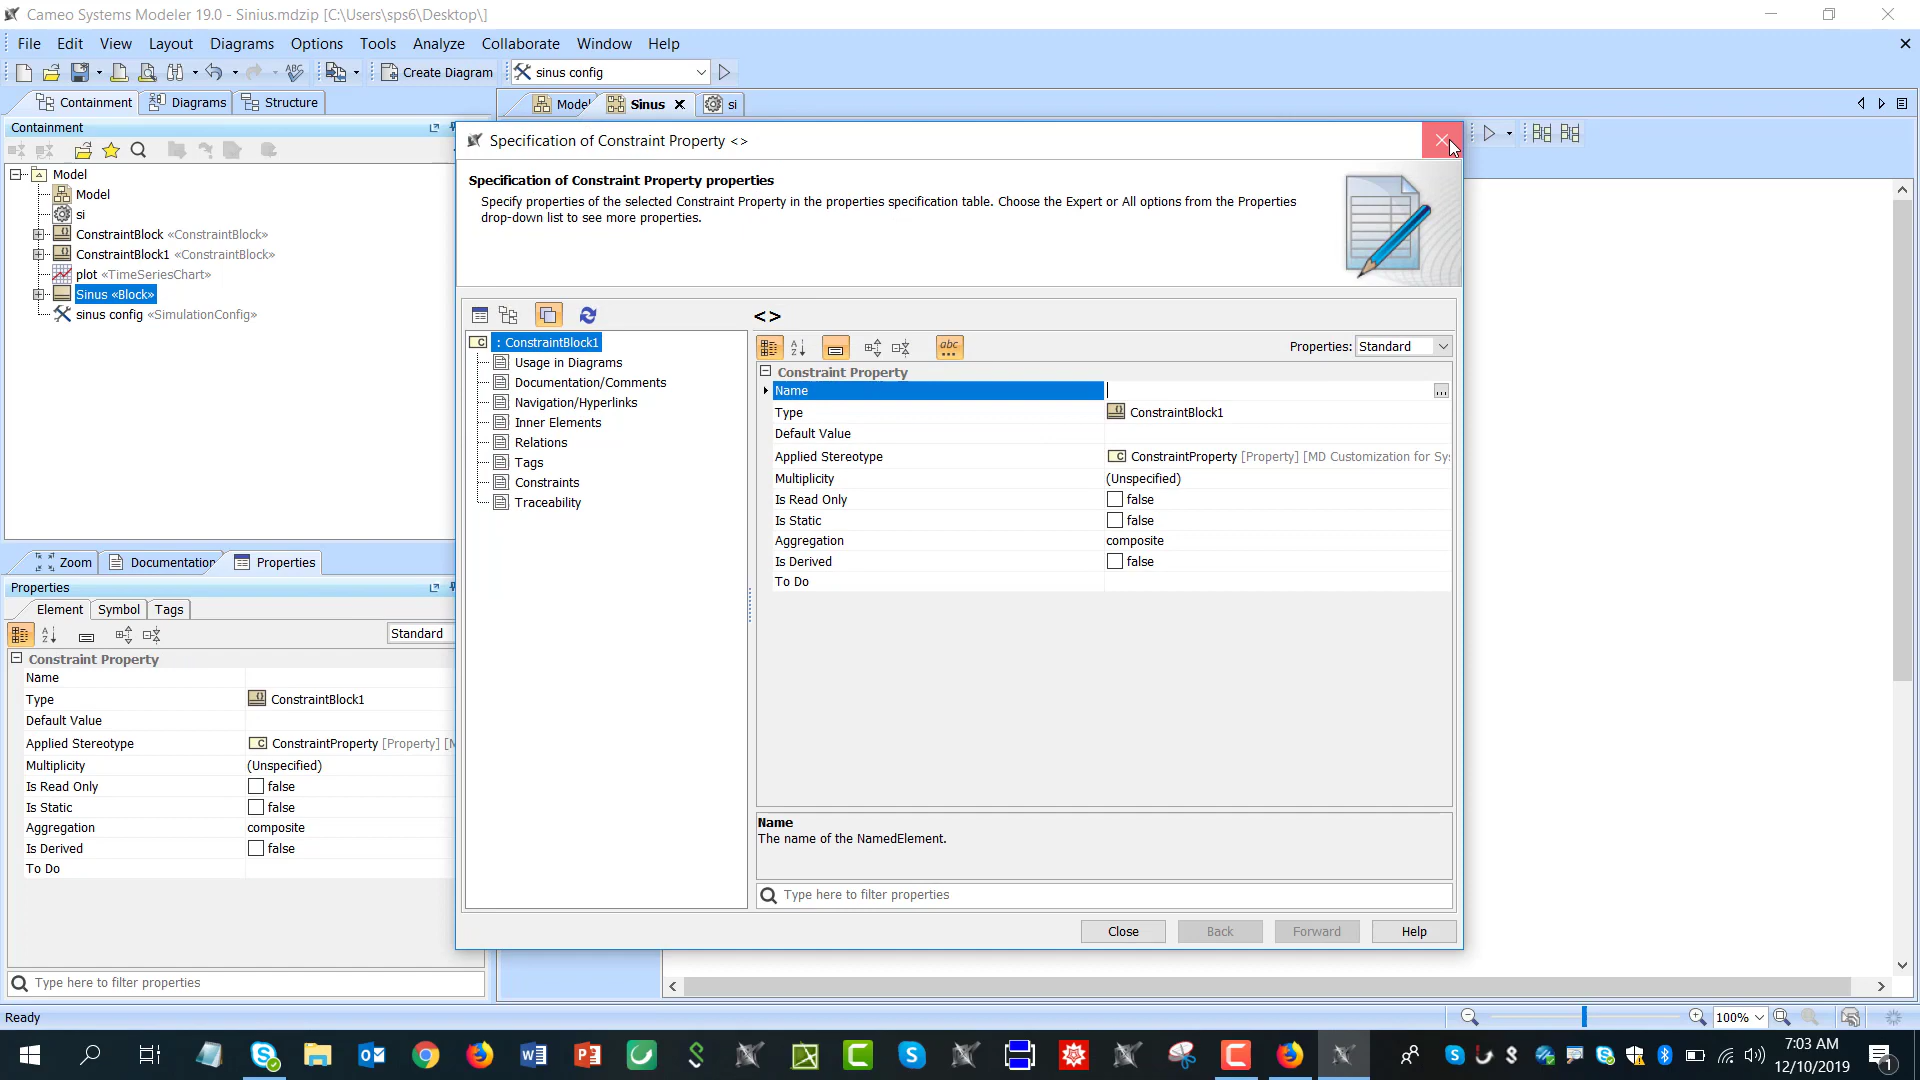 Cameo Systems Modeler 19.0 - Sinius.mdzip [C:\Users\sps6\Desktop\]
File Edit View Layout Diagrams Options Tools Analyze Collaborate Window Help
Create Diagram sinus config
Containment Diagrams Structure
Model Sinus si
Containment
Model
Model
si
ConstraintBlock «ConstraintBlock»
ConstraintBlock1 «ConstraintBlock»
plot «TimeSeriesChart»
Sinus «Block»
sinus config «SimulationConfig»
Zoom Documentation Properties
Properties
Element Symbol Tags
Standard
Constraint Property
Name
Type ConstraintBlock1
Default Value
Applied Stereotype ConstraintProperty [Property] [M
Multiplicity (Unspecified)
Is Read Only false
Is Static false
Aggregation composite
Is Derived false
To Do
Type here to filter properties
Specification of Constraint Property <>
Specification of Constraint Property properties
Specify properties of the selected Constraint Property in the properties specification table. Choose the Expert or All options from the Properties
drop-down list to see more properties.
<>
: ConstraintBlock1
Usage in Diagrams
Documentation/Comments
Navigation/Hyperlinks
Inner Elements
Relations
Tags
Constraints
Traceability
Properties: Standard
Constraint Property
Name
Type ConstraintBlock1
Default Value
Applied Stereotype ConstraintProperty [Property] [MD Customization for Sy
Multiplicity (Unspecified)
Is Read Only false
Is Static false
Aggregation composite
Is Derived false
To Do
Name
The name of the NamedElement.
Type here to filter properties
Close Back Forward Help
Ready
100%
7:03 AM
12/10/2019
1